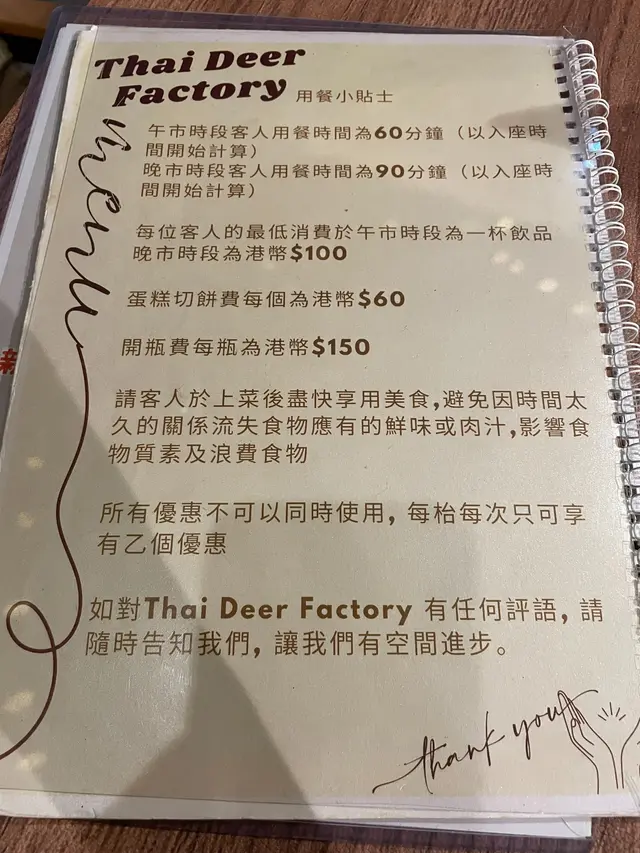 Thai Deer
Factory 用餐小貼士
menu
午市時段客人用餐時間為60分鐘（以入座時
間開始計算）
晚市時段客人用餐時間為90分鐘（以入座時
間開始計算）
每位客人的最低消費於午市時段為一杯飲品
晚市時段為港幣$100
蛋糕切餅費每個為港幣$60
開瓶費每瓶為港幣$150
請客人於上菜後盡快享用美食,避免因時間太
久的關係流失食物應有的鮮味或肉汁,影響食
物質素及浪費食物
所有優惠不可以同時使用, 每枱每次只可享
有乙個優惠
如對Thai Deer Factory 有任何評語, 請
隨時告知我們, 讓我們有空間進步。
thank you